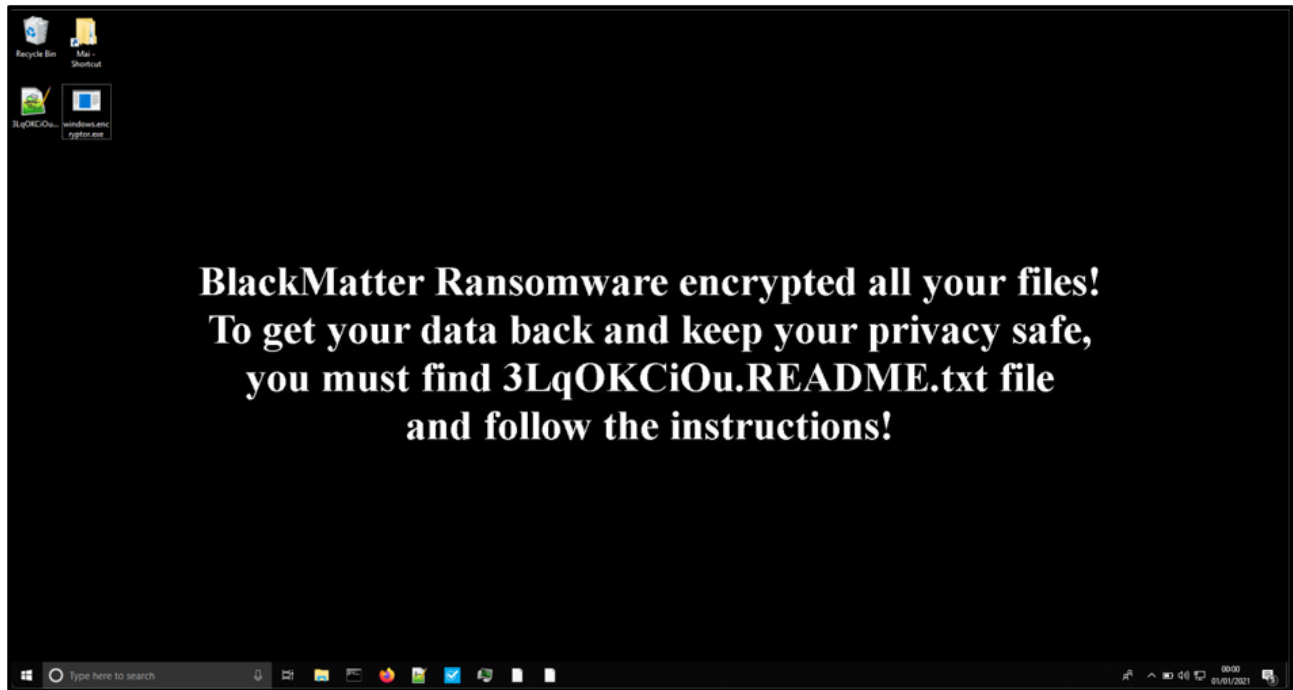 Recycle Bin
Mai -
Shortcut
3LqOKCiOu...
windows.enc
ryptor.exe
BlackMatter Ransomware encrypted all your files!
To get your data back and keep your privacy safe,
you must find 3LqOKCiOu.README.txt file
and follow the instructions!
Type here to search
00:00
01/01/2021